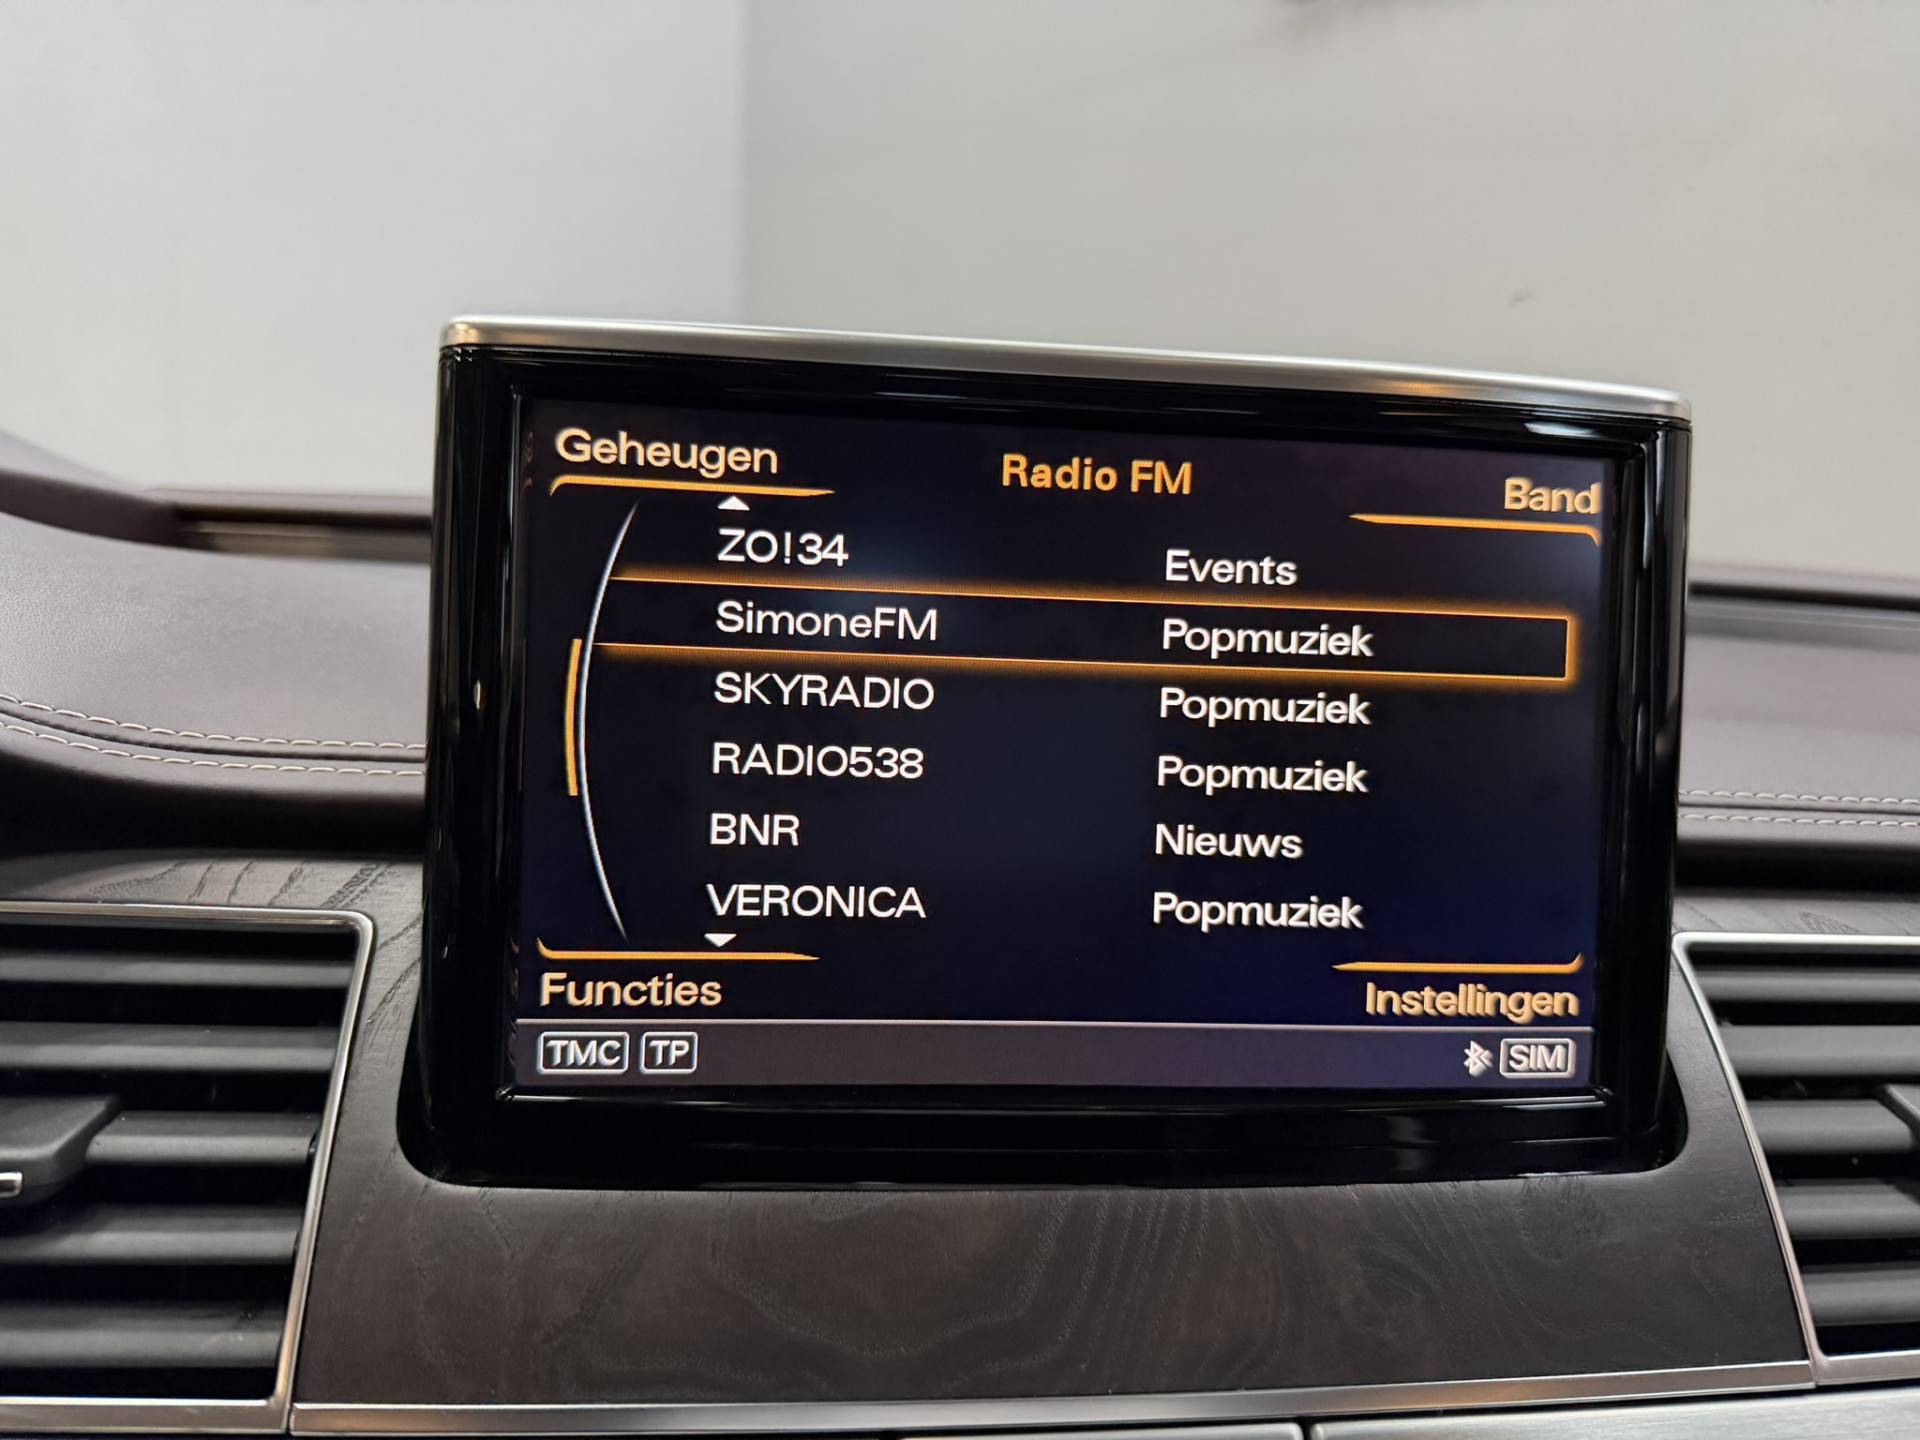 Geheugen Radio FM Band
ZO!34 Events
SimoneFM Popmuziek
SKYRADIO Popmuziek
RADIO538 Popmuziek
BNR Nieuws
VERONICA Popmuziek
Functies Instellingen
TMC TP SIM